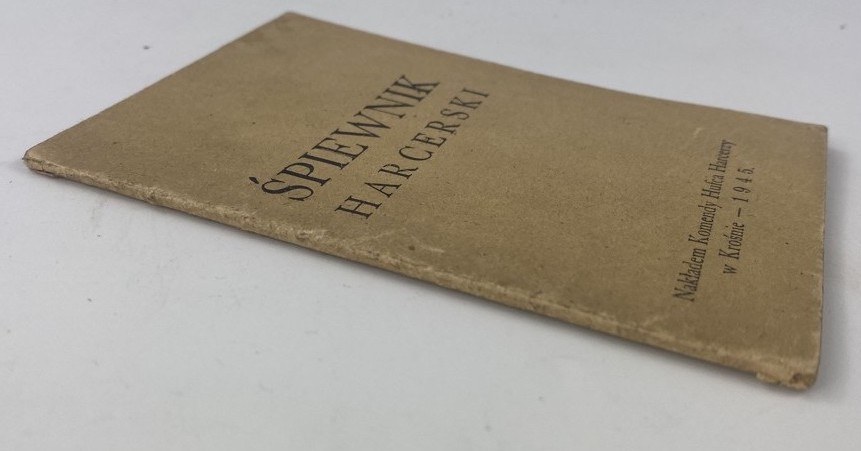 ŚPIEWNIK
HARCERSKI
Nakładem Komendy Hufca Harcerzy
w Krośnie — 1945.